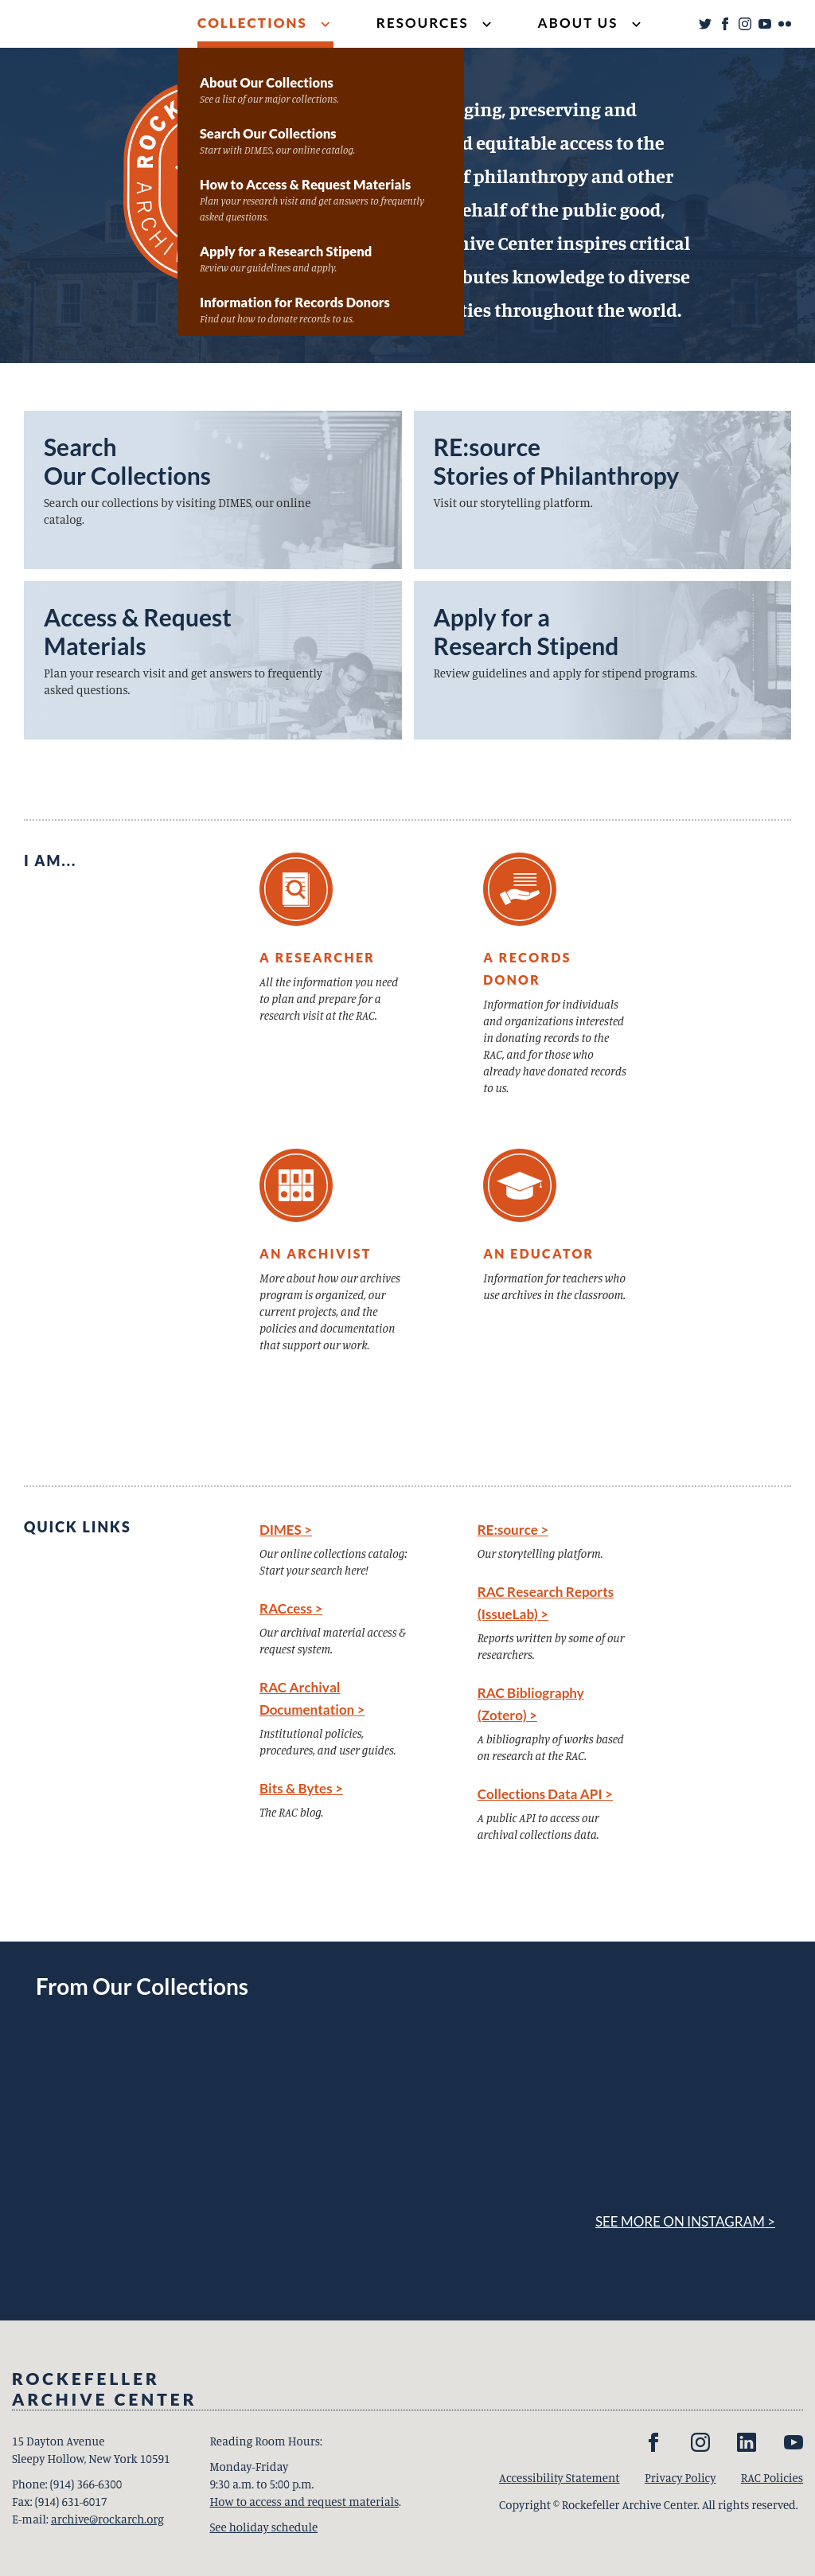 COLLECTIONS
RESOURCES
ABOUT US
About Our Collections
See a list of our major collections.
Search Our Collections
Start with DIMES, our online catalog.
How to Access & Request Materials
Plan your research visit and get answers to frequently
asked questions.
Apply for a Research Stipend
Review our guidelines and apply.
Information for Records Donors
Find out how to donate records to us.
ROCK
ARCHI
ging, preserving and
d equitable access to the
f philanthropy and other
ehalf of the public good,
hive Center inspires critical
butes knowledge to diverse
ties throughout the world.
Search
Our Collections
Search our collections by visiting DIMES, our online
catalog.
RE:source
Stories of Philanthropy
Visit our storytelling platform.
Access & Request
Materials
Plan your research visit and get answers to frequently
asked questions.
Apply for a
Research Stipend
Review guidelines and apply for stipend programs.
I AM...
A RESEARCHER
All the information you need
to plan and prepare for a
research visit at the RAC.
A RECORDS
DONOR
Information for individuals
and organizations interested
in donating records to the
RAC, and for those who
already have donated records
to us.
AN ARCHIVIST
More about how our archives
program is organized, our
current projects, and the
policies and documentation
that support our work.
AN EDUCATOR
Information for teachers who
use archives in the classroom.
QUICK LINKS
DIMES >
Our online collections catalog:
Start your search here!
RACcess >
Our archival material access &
request system.
RAC Archival
Documentation >
Institutional policies,
procedures, and user guides.
Bits & Bytes >
The RAC blog.
RE:source >
Our storytelling platform.
RAC Research Reports
(IssueLab) >
Reports written by some of our
researchers.
RAC Bibliography
(Zotero) >
A bibliography of works based
on research at the RAC.
Collections Data API >
A public API to access our
archival collections data.
From Our Collections
SEE MORE ON INSTAGRAM >
ROCKEFELLER
ARCHIVE CENTER
15 Dayton Avenue
Sleepy Hollow, New York 10591
Phone: (914) 366-6300
Fax: (914) 631-6017
E-mail: archive@rockarch.org
Reading Room Hours:
Monday-Friday
9:30 a.m. to 5:00 p.m.
How to access and request materials.
See holiday schedule
Accessibility Statement
Privacy Policy
RAC Policies
Copyright © Rockefeller Archive Center. All rights reserved.